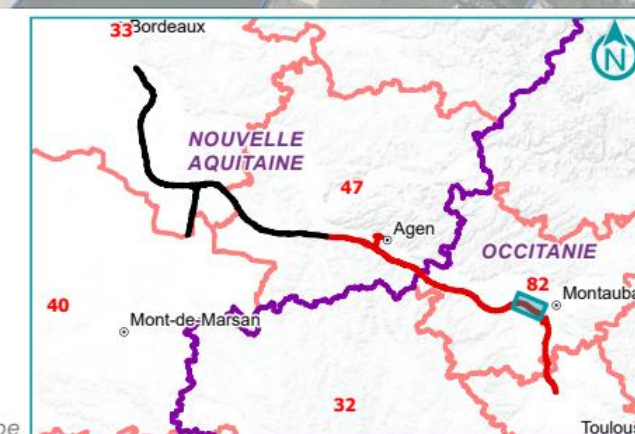 33
Bordeaux
N
NOUVELLE
AQUITAINE
47
Agen
OCCITANIE
82
Montauba
40
Mont-de-Marsan
32
Toulous